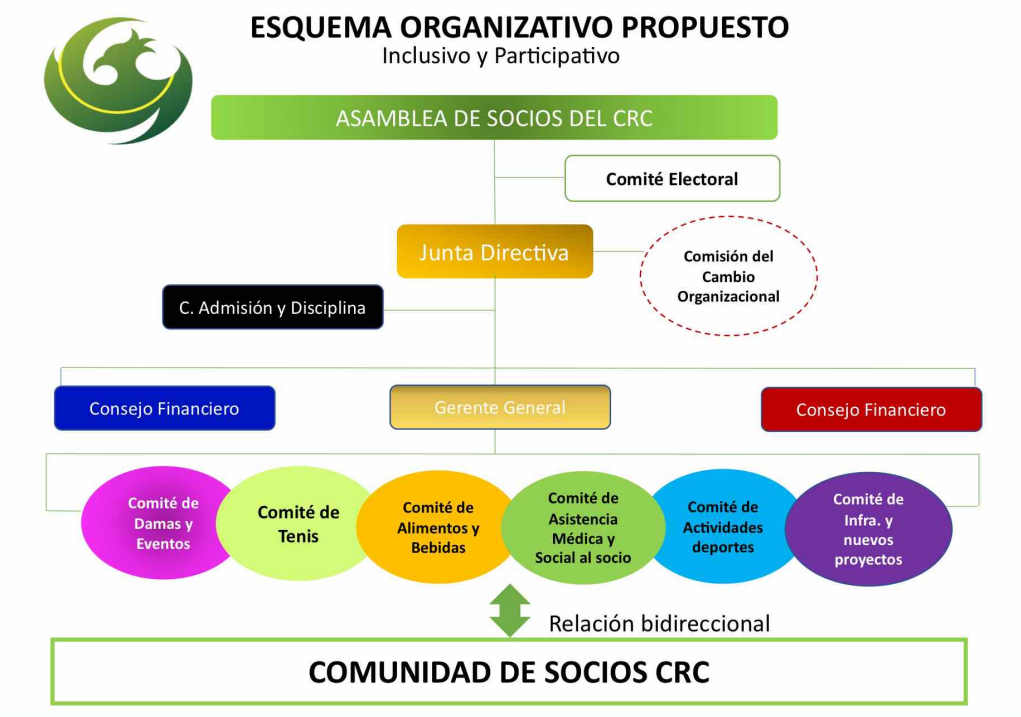 ESQUEMA ORGANIZATIVO PROPUESTO
Inclusivo y Participativo
ASAMBLEA DE SOCIOS DEL CRC
Comité Electoral
Junta Directiva
Comisión del
Cambio
Organizacional
C. Admisión y Disciplina
Consejo Financiero
Gerente General
Consejo Financiero
Comité de
Damas y
Eventos
Comité de
Tenis
Comité de
Alimentos y
Bebidas
Comité de
Asistencia
Médica y
Social al socio
Comité de
Actividades
deportes
Comité de
Infra. y
nuevos
proyectos
Relación bidireccional
COMUNIDAD DE SOCIOS CRC